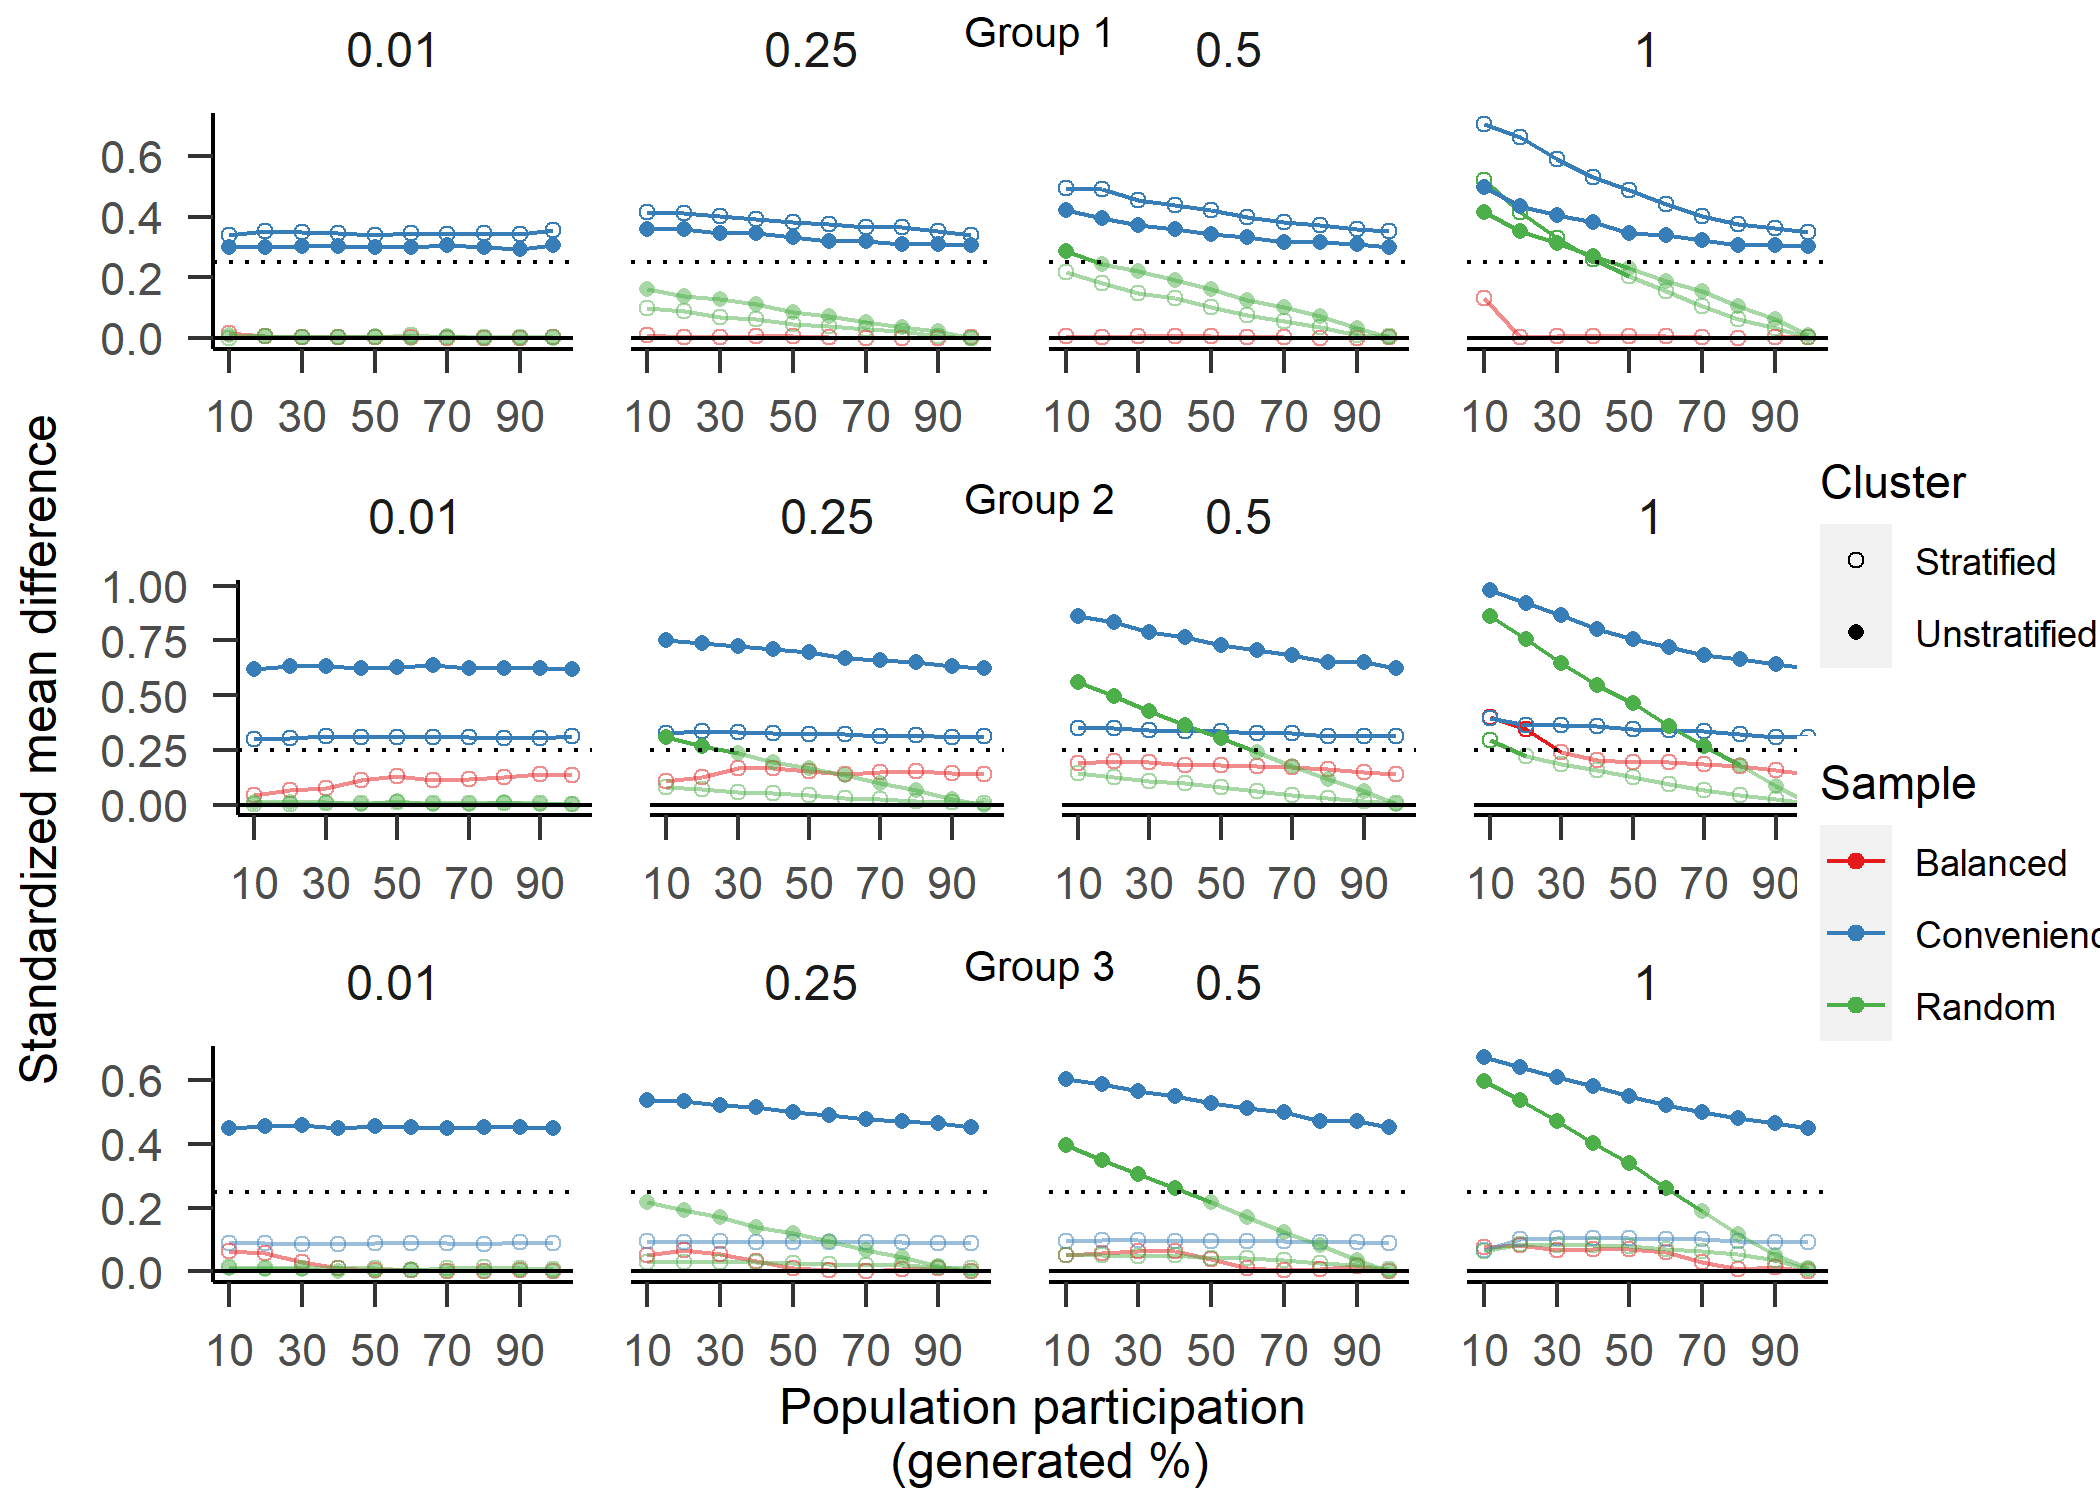 Group 1
0.01 0.25 0.5 1
0.6
0.4
0.2
0.0
10 30 50 70 90 10 30 50 70 90 10 30 50 70 90 10 30 50 70 90
Group 2
0.01 0.25 0.5 1
1.00
0.75
0.50
0.25
0.00
10 30 50 70 90 10 30 50 70 90 10 30 50 70 90 10 30 50 70 90
Group 3
0.01 0.25 0.5 1
0.6
0.4
0.2
0.0
10 30 50 70 90 10 30 50 70 90 10 30 50 70 90 10 30 50 70 90
Standardized mean difference
Population participation
(generated %)
Cluster
Stratified
Unstratified
Sample
Balanced
Convenienc
Random